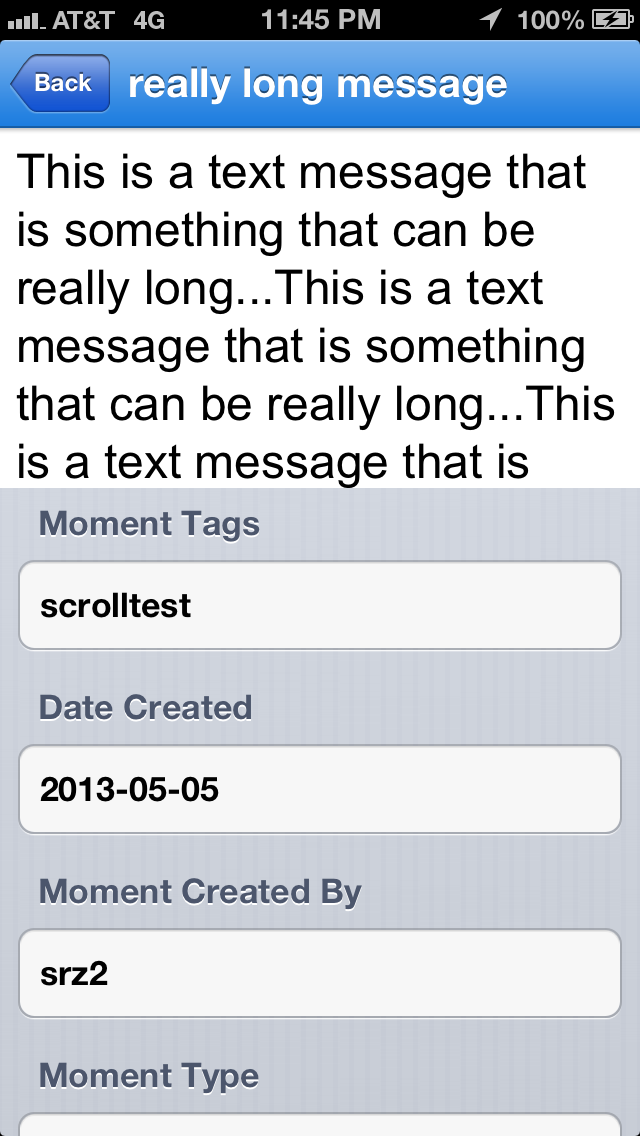 AT&T 4G 11:45 PM 100%
Back really long message
This is a text message that
is something that can be
really long...This is a text
message that is something
that can be really long...This
is a text message that is
Moment Tags
scrolltest
Date Created
2013-05-05
Moment Created By
srz2
Moment Type